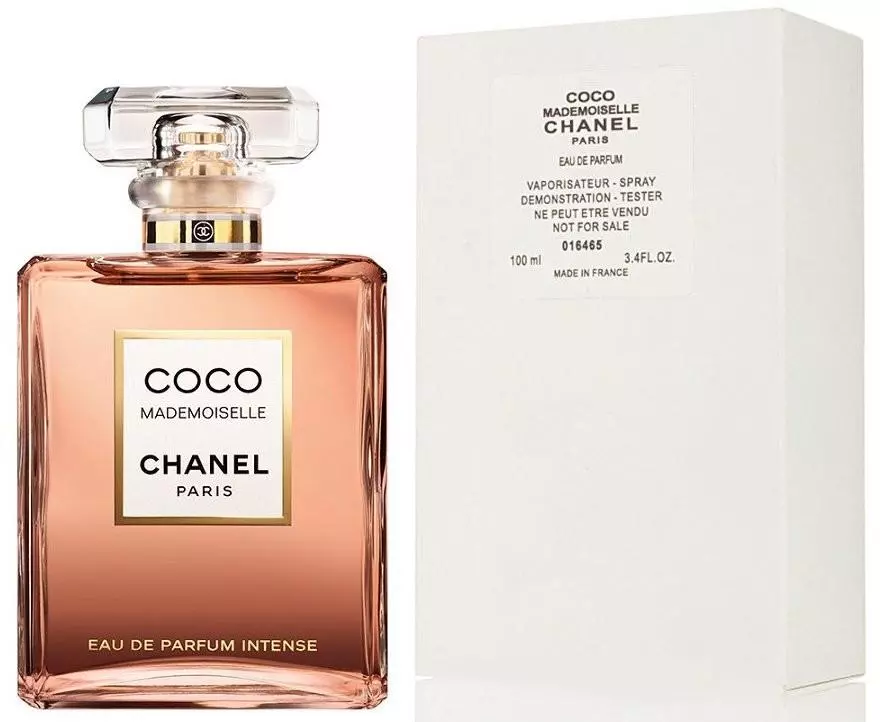 COCO
MADEMOISELLE
CHANEL
PARIS
EAU DE PARFUM INTENSE
COCO
MADEMOISELLE
CHANEL
PARIS
EAU DE PARFUM
VAPORISATEUR - SPRAY
DEMONSTRATION - TESTER
NE PEUT ETRE VENDU
NOT FOR SALE
016465
100 ml 3.4FL.OZ.
MADE IN FRANCE